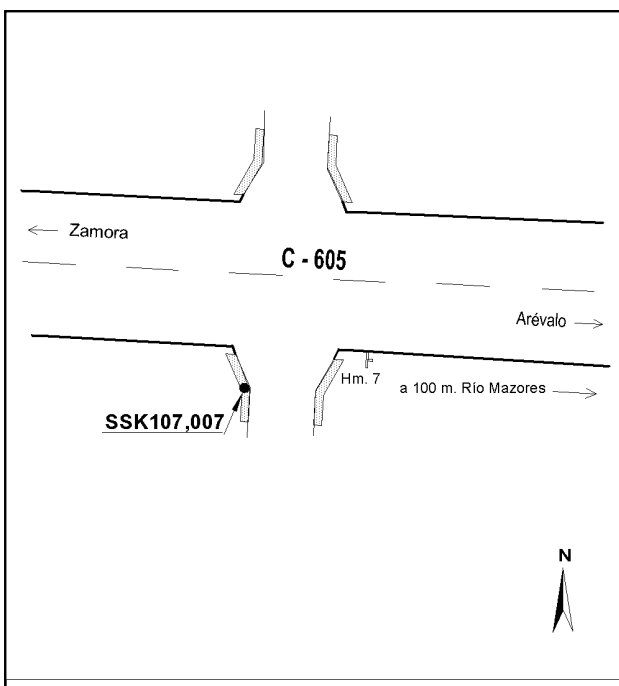 Zamora
C - 605
Arévalo
Hm. 7
a 100 m. Río Mazores
SSK107,007
N